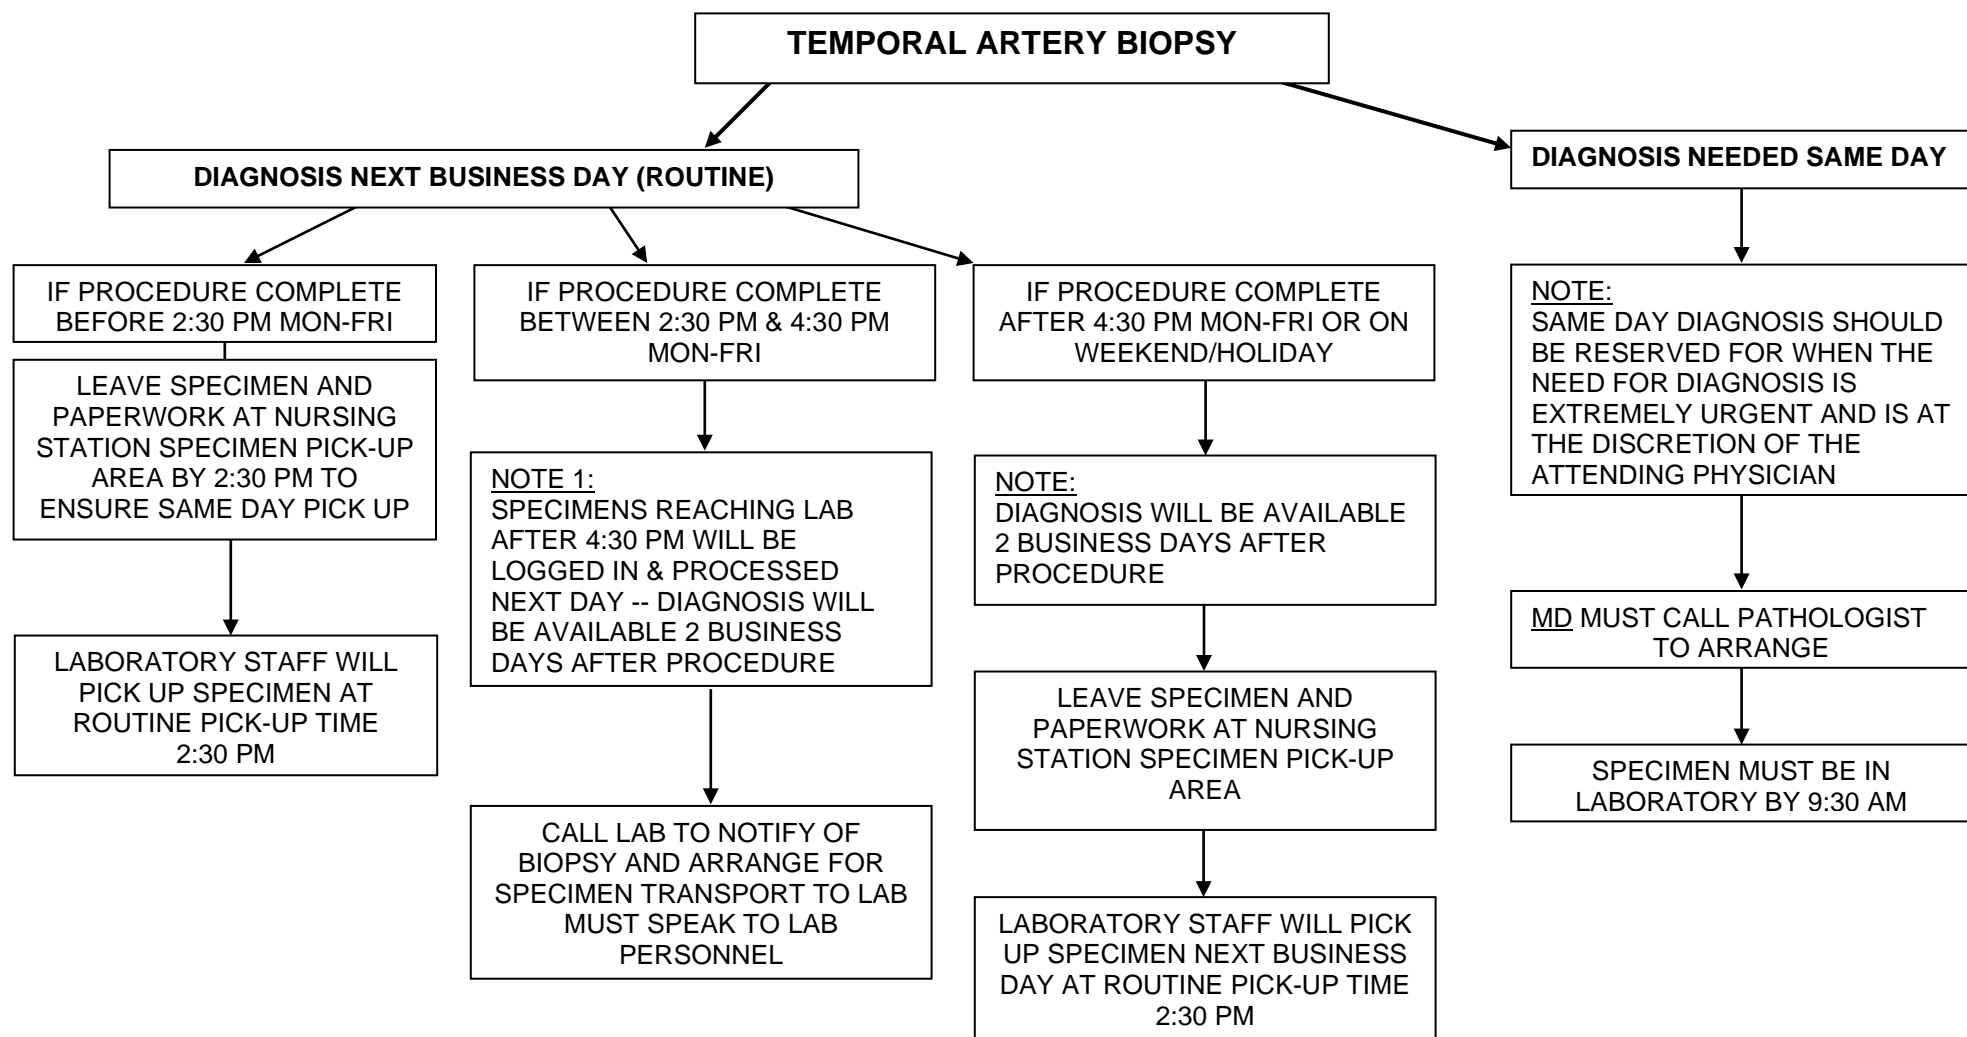 TEMPORAL ARTERY BIOPSY
DIAGNOSIS NEXT BUSINESS DAY (ROUTINE)
IF PROCEDURE COMPLETE
BEFORE 2:30 PM MON-FRI
LEAVE SPECIMEN AND
PAPERWORK AT NURSING
STATION SPECIMEN PICK-UP
AREA BY 2:30 PM TO
ENSURE SAME DAY PICK UP
LABORATORY STAFF WILL
PICK UP SPECIMEN AT
ROUTINE PICK-UP TIME
2:30 PM
IF PROCEDURE COMPLETE
BETWEEN 2:30 PM & 4:30 PM
MON-FRI
NOTE 1:
SPECIMENS REACHING LAB
AFTER 4:30 PM WILL BE
LOGGED IN & PROCESSED
NEXT DAY -- DIAGNOSIS WILL
BE AVAILABLE 2 BUSINESS
DAYS AFTER PROCEDURE
CALL LAB TO NOTIFY OF
BIOPSY AND ARRANGE FOR
SPECIMEN TRANSPORT TO LAB
MUST SPEAK TO LAB
PERSONNEL
IF PROCEDURE COMPLETE
AFTER 4:30 PM MON-FRI OR ON
WEEKEND/HOLIDAY
NOTE:
DIAGNOSIS WILL BE AVAILABLE
2 BUSINESS DAYS AFTER
PROCEDURE
LEAVE SPECIMEN AND
PAPERWORK AT NURSING
STATION SPECIMEN PICK-UP
AREA
LABORATORY STAFF WILL PICK
UP SPECIMEN NEXT BUSINESS
DAY AT ROUTINE PICK-UP TIME
2:30 PM
DIAGNOSIS NEEDED SAME DAY
NOTE:
SAME DAY DIAGNOSIS SHOULD
BE RESERVED FOR WHEN THE
NEED FOR DIAGNOSIS IS
EXTREMELY URGENT AND IS AT
THE DISCRETION OF THE
ATTENDING PHYSICIAN
MD MUST CALL PATHOLOGIST
TO ARRANGE
SPECIMEN MUST BE IN
LABORATORY BY 9:30 AM